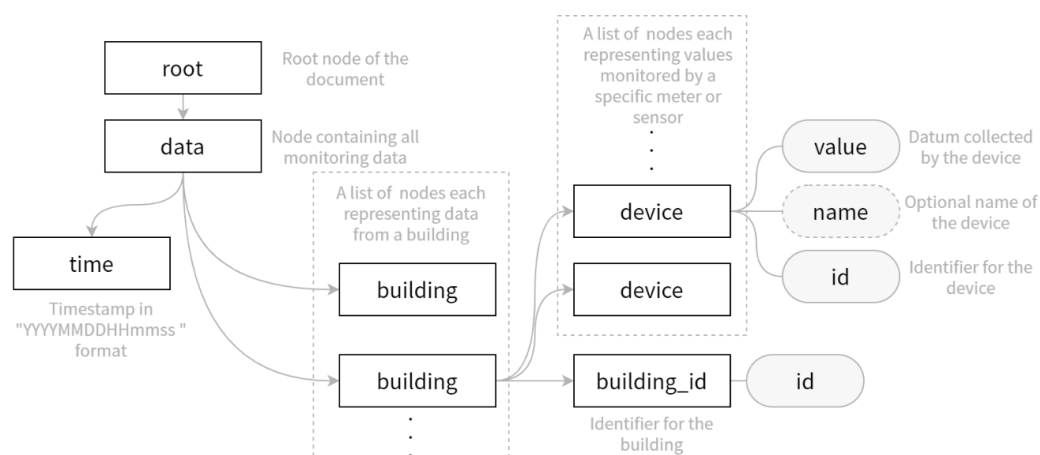 root
Root node of the
document
data
Node containing all
monitoring data
time
Timestamp in
"YYYYMMDDHHmmss "
format
A list of nodes each
representing data
from a building
building
building
A list of nodes each
representing values
monitored by a
specific meter or
sensor
device
device
building_id
Identifier for the
building
value
Datum collected
by the device
name
Optional name of
the device
id
Identifier for the
device
id